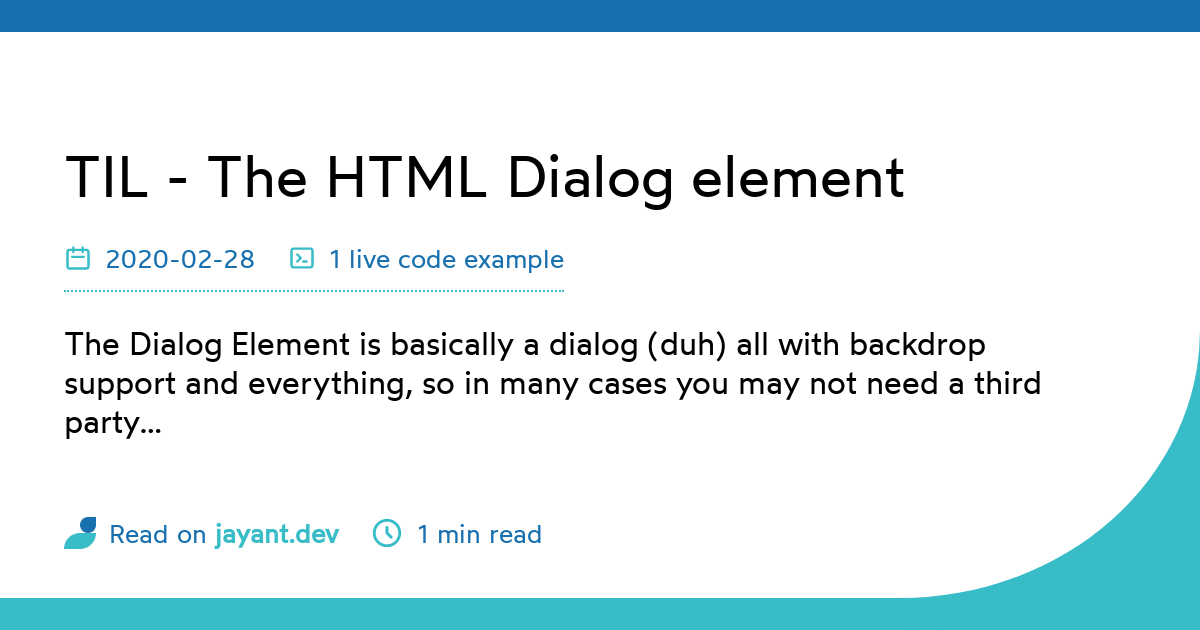 TIL - The HTML Dialog element
2020-02-28 1 live code example
The Dialog Element is basically a dialog (duh) all with backdrop
support and everything, so in many cases you may not need a third
party...
Read on jayant.dev 1 min read